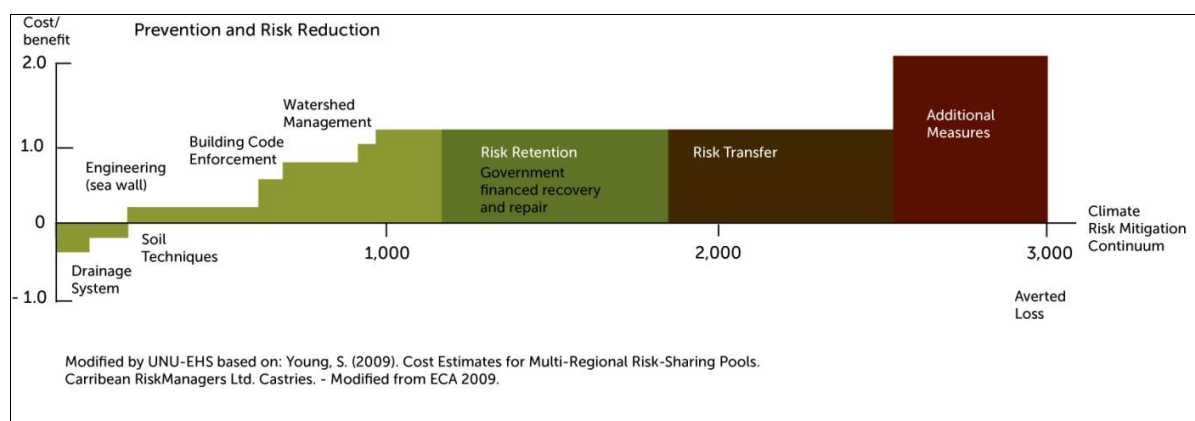 Cost/
benefit
Prevention and Risk Reduction
2.0
Watershed
Management
1.0
Building Code
Enforcement
Engineering
(sea wall)
Risk Retention
Government
financed recovery
and repair
Risk Transfer
Additional
Measures
0
Climate
Risk Mitigation
Continuum
Soil
Techniques
1,000
2,000
3,000
Drainage
System
- 1.0
Averted
Loss
Modified by UNU-EHS based on: Young, S. (2009). Cost Estimates for Multi-Regional Risk-Sharing Pools.
Carribean RiskManagers Ltd. Castries. - Modified from ECA 2009.